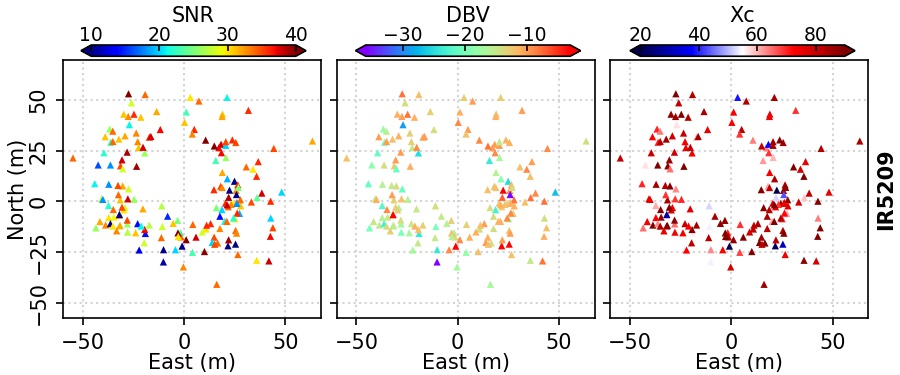 SNR DBV Xc
10 20 30 40 −30 −20 −10 20 40 60 80
50
25
0
−25
−50
North (m)
−50 0 50 −50 0 50 −50 0 50
East (m) East (m) East (m)
IR5209